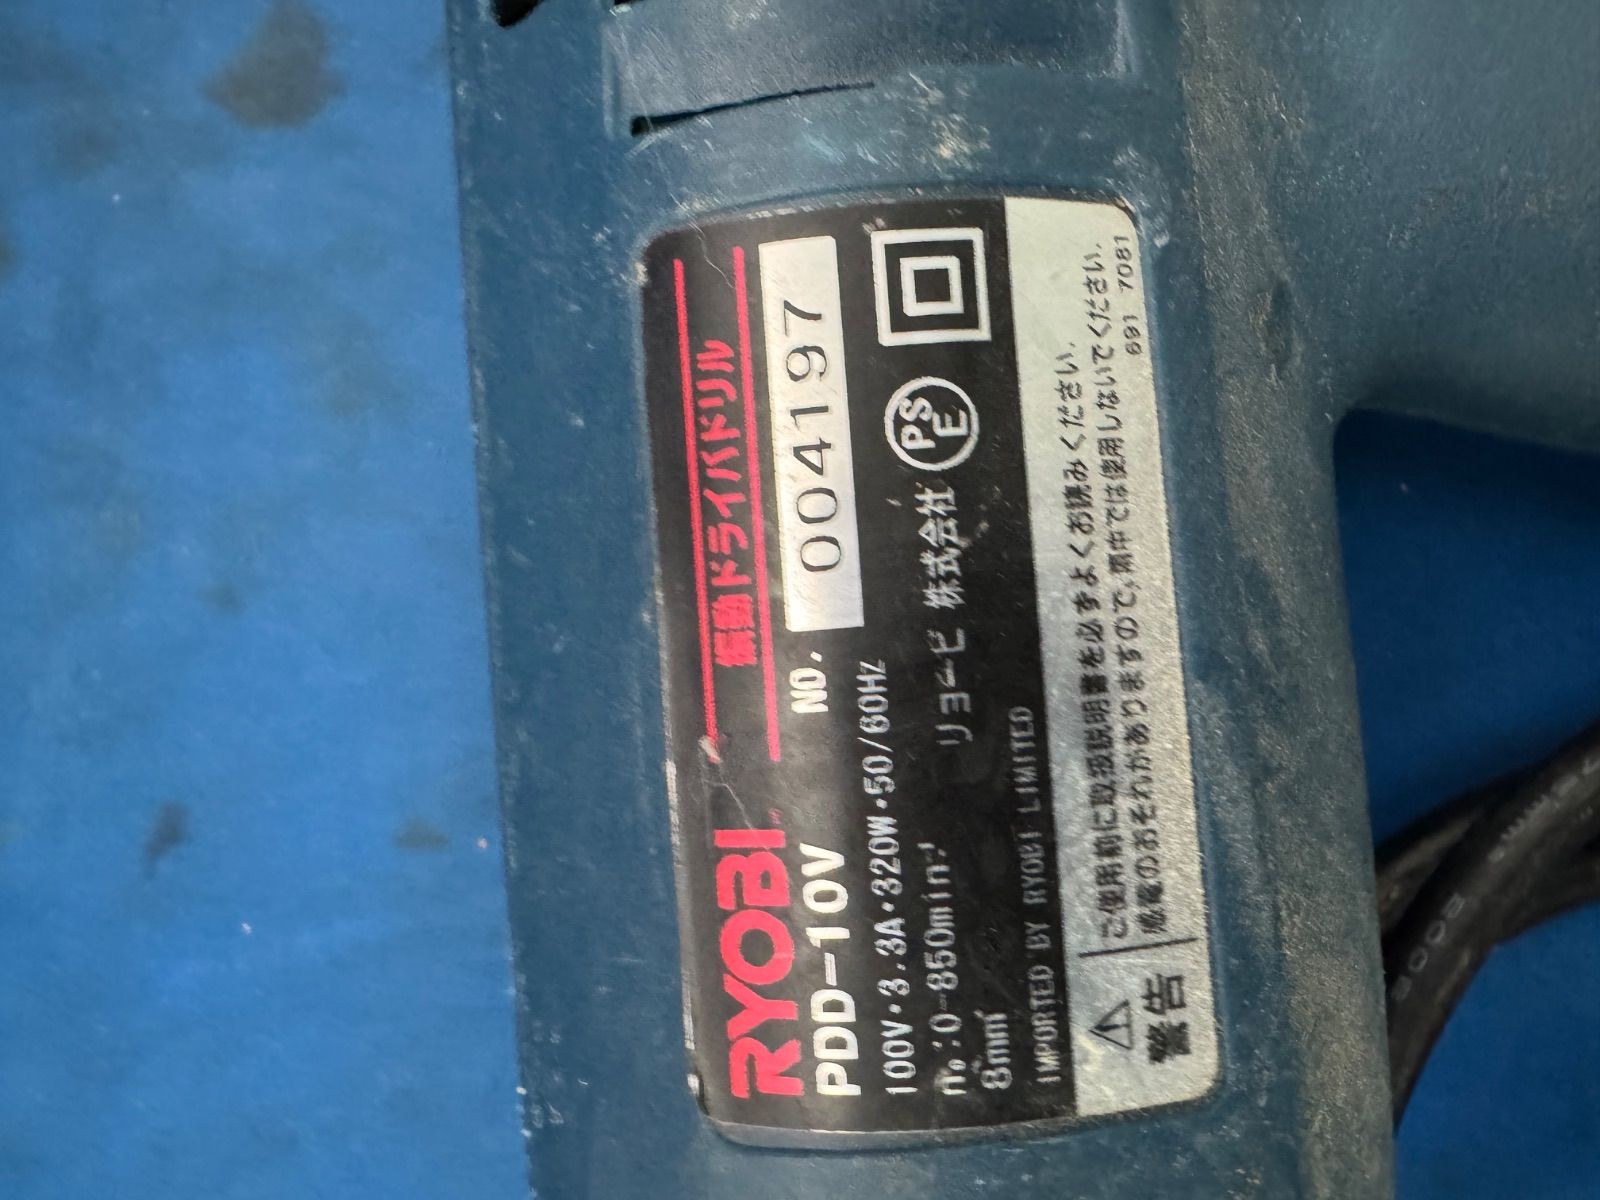 RYOBI
振動ドライバドリル
PDD-10V
NO. 004197
100V・3.3A・320W・50/60HZ
n₀:0-850min⁻¹
8mm
リョービ 株式会社
PS
E
IMPORTED BY RYOBI LIMITED
警告
ご使用前に取扱説明書を必ずよくお読みください.
感電のおそれがありますので,雨中では使用しないでください.
691 7081